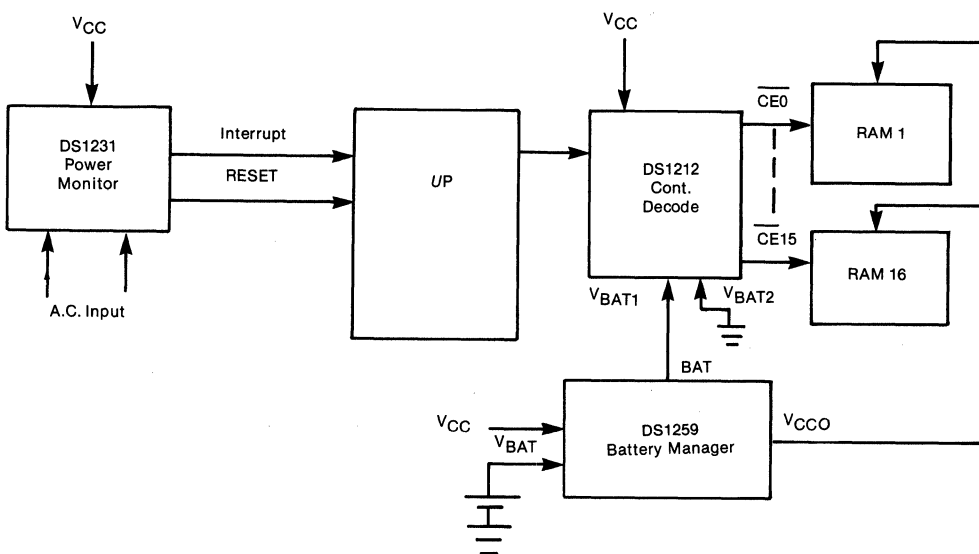 VCC
DS1231
Power
Monitor
A.C. Input
Interrupt
RESET
UP
VCC
DS1212
Cont.
Decode
CE0
CE15
RAM 1
RAM 16
VBAT1
VBAT2
BAT
VCC
VBAT
DS1259
Battery Manager
VCCO